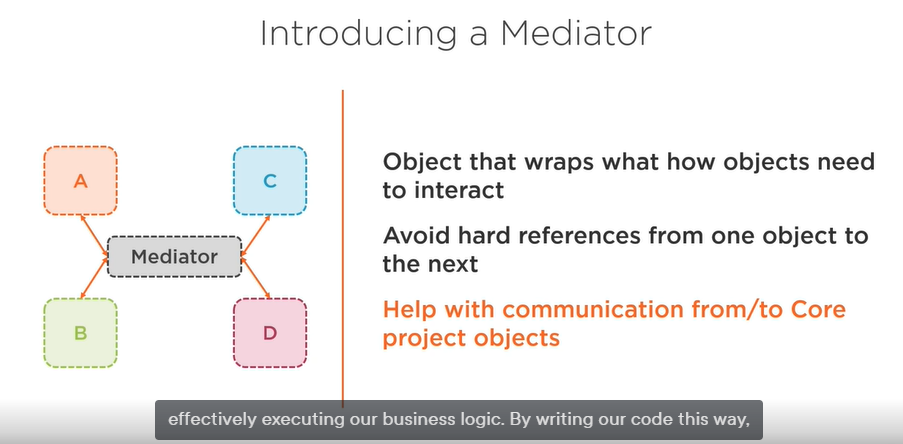 Introducing a Mediator
A
C
Mediator
B
D
Object that wraps what how objects need
to interact
Avoid hard references from one object to
the next
Help with communication from/to Core
project objects
effectively executing our business logic. By writing our code this way,